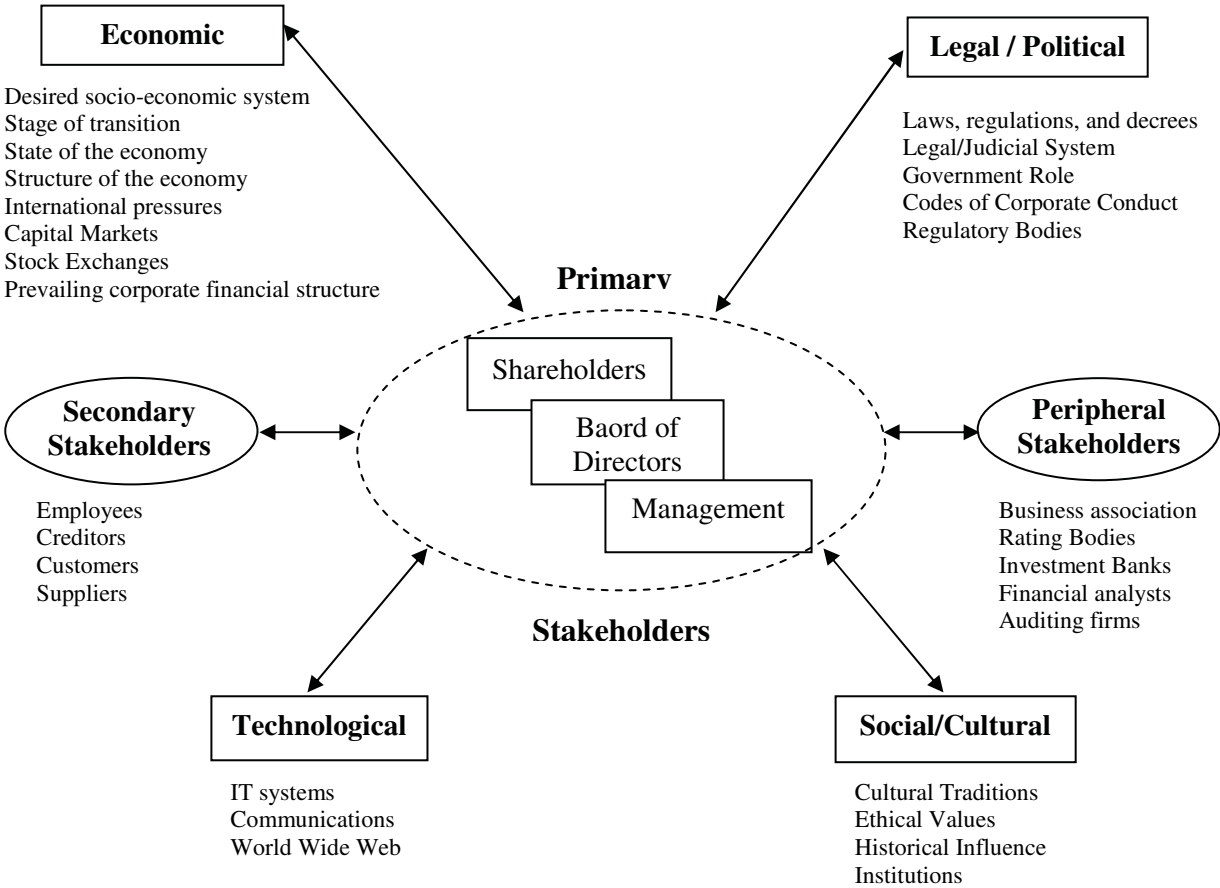 Economic
Desired socio-economic system
Stage of transition
State of the economy
Structure of the economy
International pressures
Capital Markets
Stock Exchanges
Prevailing corporate financial structure
Legal / Political
Laws, regulations, and decrees
Legal/Judicial System
Government Role
Codes of Corporate Conduct
Regulatory Bodies
Primary
Shareholders
Baord of
Directors
Management
Stakeholders
Secondary
Stakeholders
Employees
Creditors
Customers
Suppliers
Peripheral
Stakeholders
Business association
Rating Bodies
Investment Banks
Financial analysts
Auditing firms
Technological
IT systems
Communications
World Wide Web
Social/Cultural
Cultural Traditions
Ethical Values
Historical Influence
Institutions